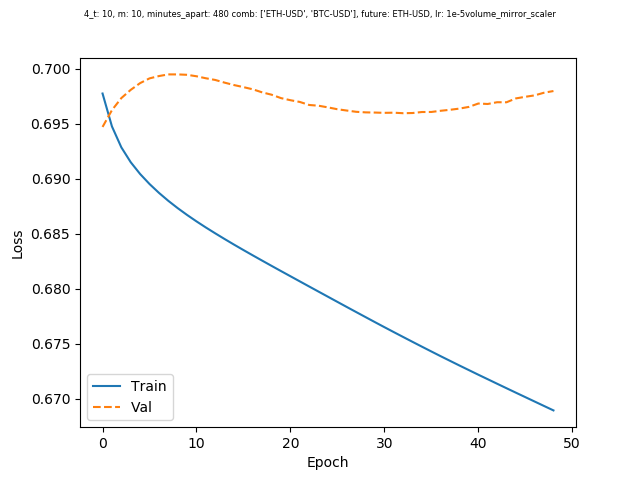 4_t: 10, m: 10, minutes_apart: 480 comb: ['ETH-USD', 'BTC-USD'], future: ETH-USD, lr: 1e-5volume_mirror_scaler
0.700
0.695
0.690
0.685
0.680
0.675
0.670
Loss
Train
Val
0 10 20 30 40 50
Epoch